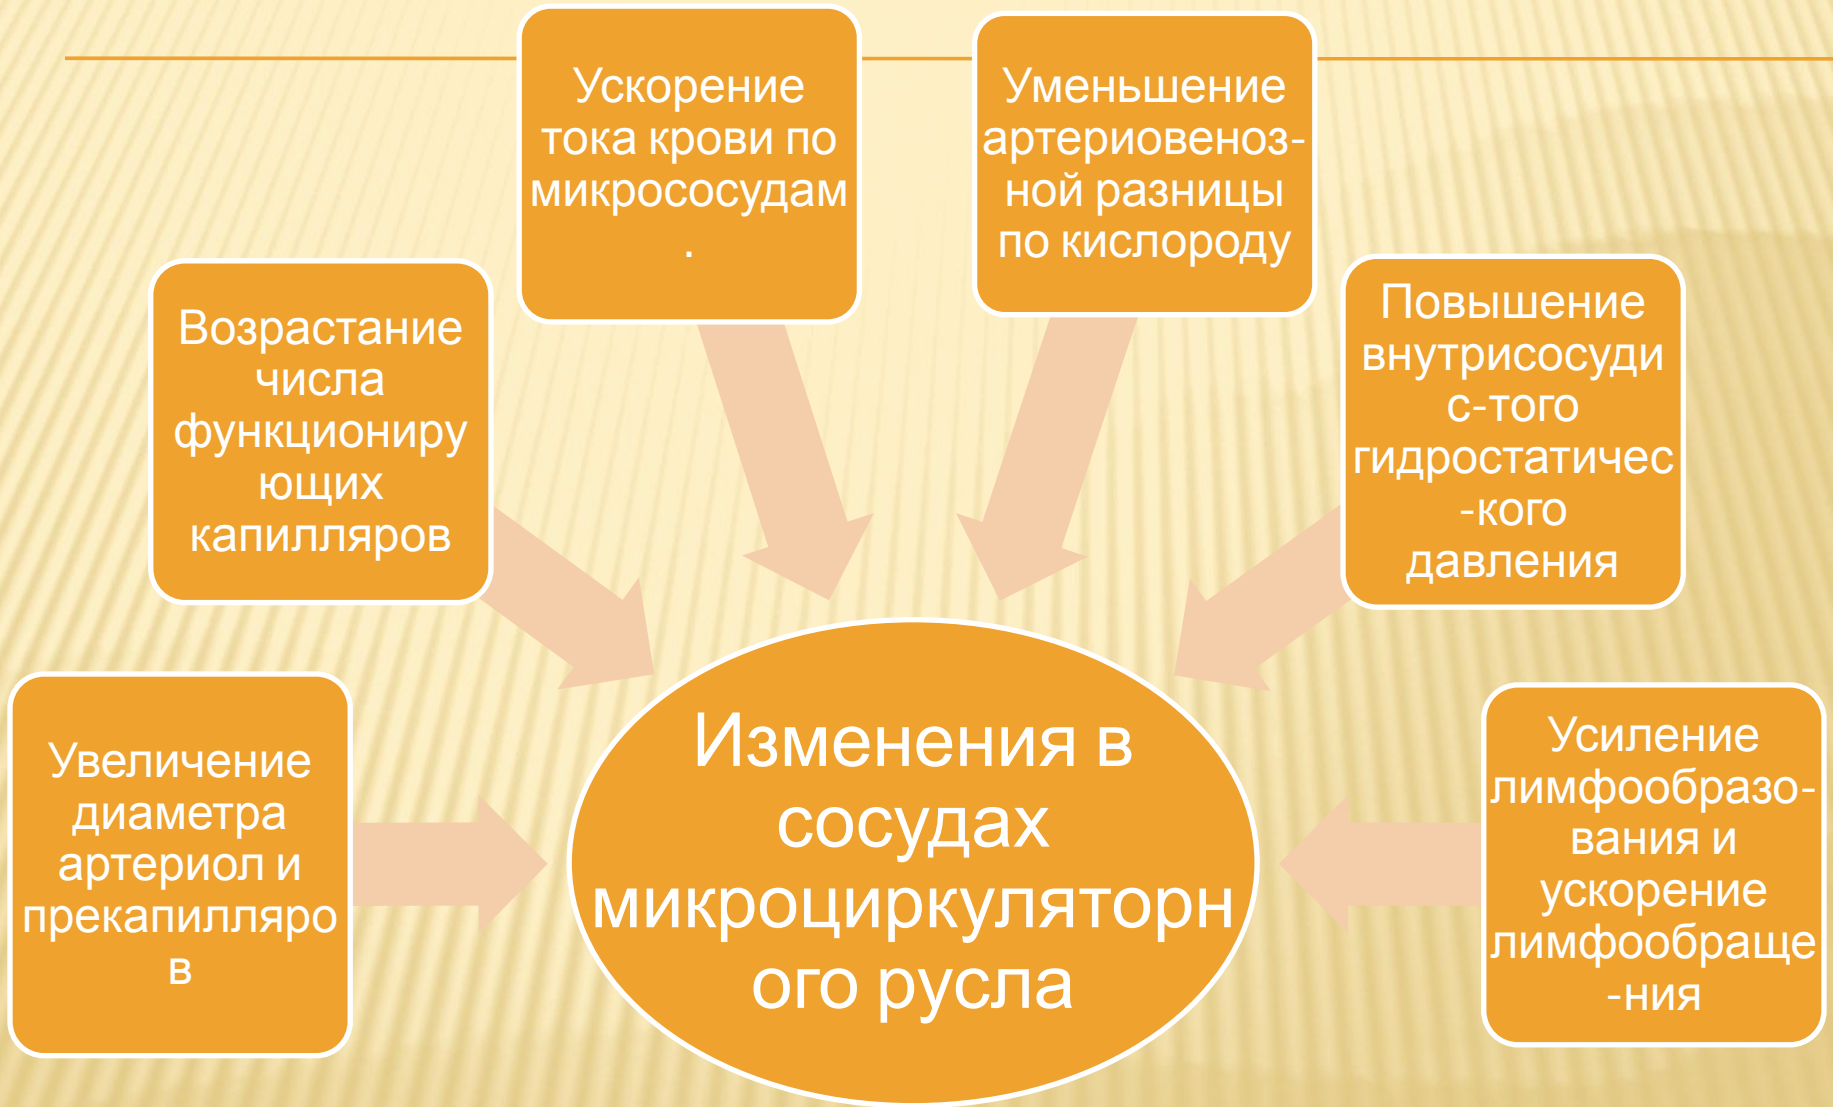 Ускорение
тока крови по
микрососудам
.
Уменьшение
артериовеноз-
ной разницы
по кислороду
Возрастание
числа
функциониру
ющих
капилляров
Повышение
внутрисосуди
с-того
гидростатичес
-кого
давления
Увеличение
диаметра
артериол и
прекапилляро
в
Изменения в
сосудах
микроциркуляторн
ого русла
Усиление
лимфообразо-
вания и
ускорение
лимфообраще
-ния